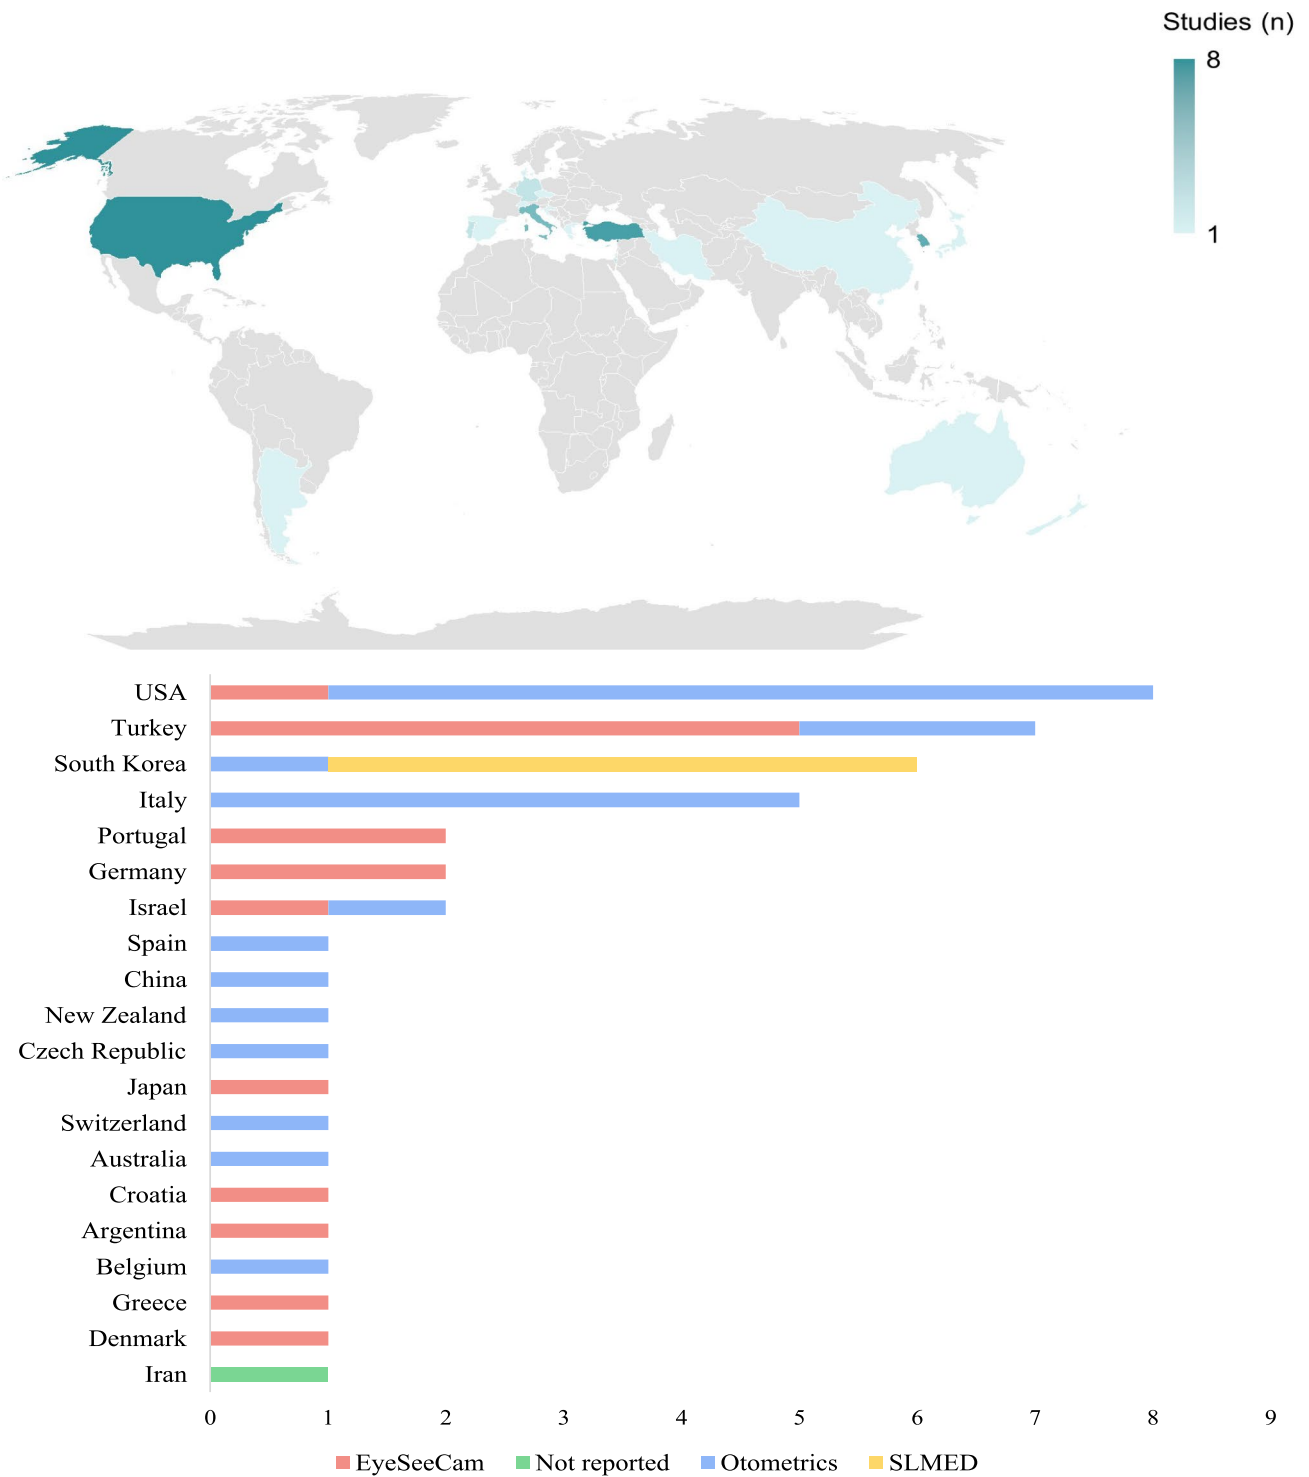 Studies (n)
8
1
USA
Turkey
South Korea
Italy
Portugal
Germany
Israel
Spain
China
New Zealand
Czech Republic
Japan
Switzerland
Australia
Croatia
Argentina
Belgium
Greece
Denmark
Iran
0 1 2 3 4 5 6 7 8 9
EyeSeeCam Not reported Otometrics SLMED